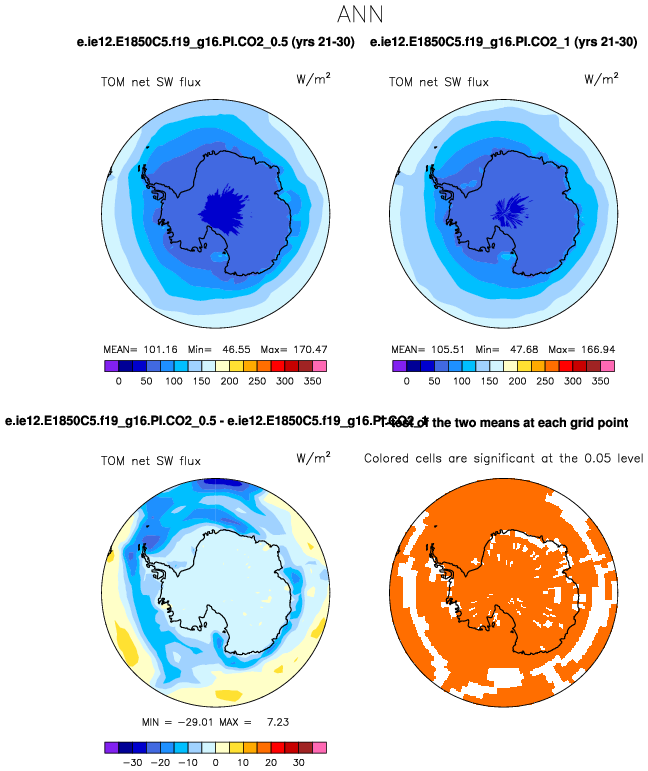 ANN
e.ie12.E1850C5.f19_g16.PI.CO2_0.5 (yrs 21-30)
e.ie12.E1850C5.f19_g16.PI.CO2_1 (yrs 21-30)
TOM net SW flux W/m²
TOM net SW flux W/m²
MEAN= 101.16 Min= 46.55 Max= 170.47
MEAN= 105.51 Min= 47.68 Max= 166.94
0 50 100 150 200 250 300 350
0 50 100 150 200 250 300 350
e.ie12.E1850C5.f19_g16.PI.CO2_0.5 - e.ie12.E1850C5.f19_g16.PI.CO2_1
T-test of the two means at each grid point
TOM net SW flux W/m²
Colored cells are significant at the 0.05 level
MIN = -29.01 MAX = 7.23
-30 -20 -10 0 10 20 30